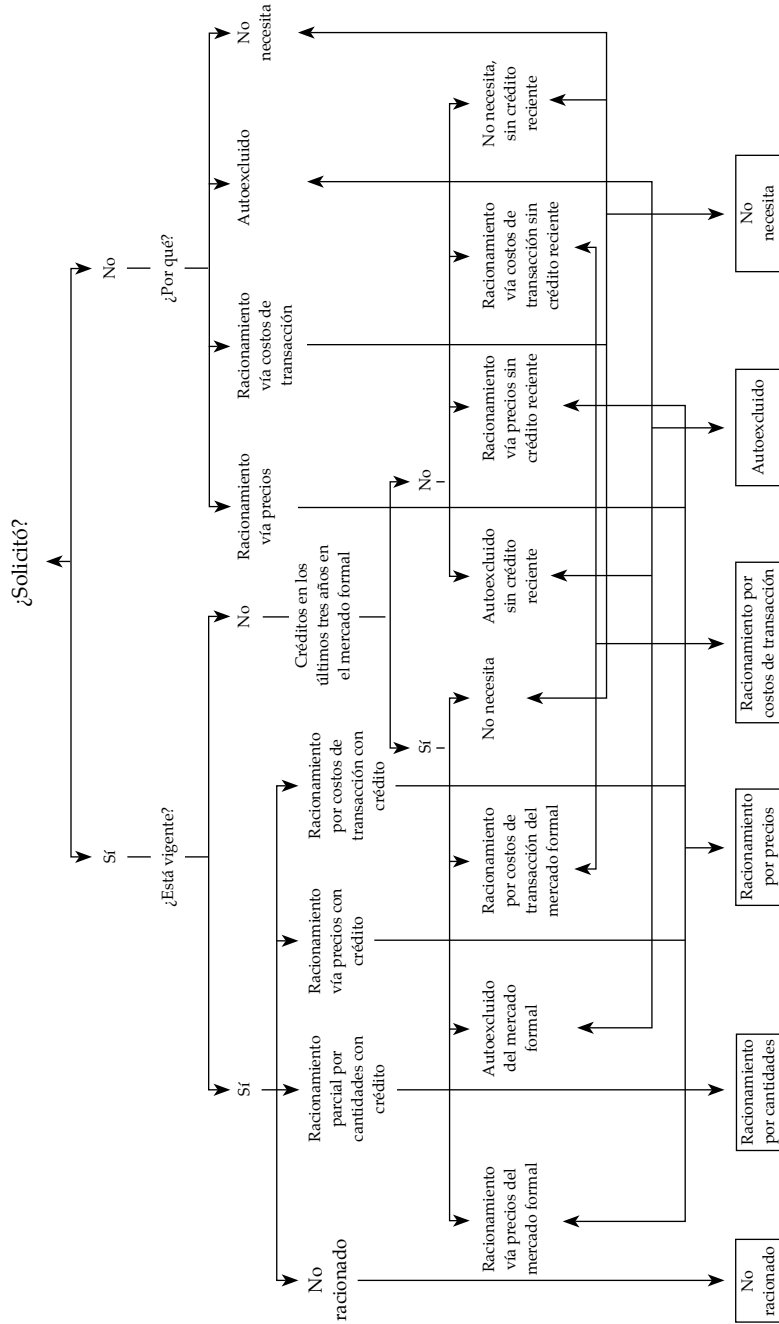 ¿Solicitó?
Sí
No
¿Está vigente?
¿Por qué?
Sí
No
Racionamiento
vía precios
Racionamiento
vía costos de
transacción
Autoexcluido
No
necesita
No
racionado
Racionamiento
parcial por
cantidades con
crédito
Racionamiento
vía precios con
crédito
Racionamiento
por costos de
transacción con
crédito
Créditos en los
últimos tres años en
el mercado formal
Sí
No
Racionamiento
vía precios del
mercado formal
Autoexcluido
del mercado
formal
Racionamiento
por costos de
transacción del
mercado formal
No necesita
Autoexcluido
sin crédito
reciente
Racionamiento
vía precios sin
crédito reciente
Racionamiento
vía costos de
transacción sin
crédito reciente
No necesita,
sin crédito
reciente
No
racionado
Racionamiento
por cantidades
Racionamiento
por precios
Racionamiento por
costos de transacción
Autoexcluido
No
necesita